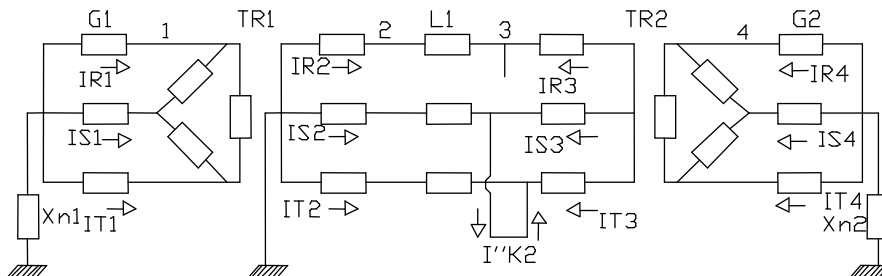 G1 1 TR1 2 L1 3 TR2 4 G2
IR1 IR2 IR3 IR4
IS1 IS2 IS3 IS4
Xn1 IT1 IT2 IT3 IT4
Xn2
I''K2